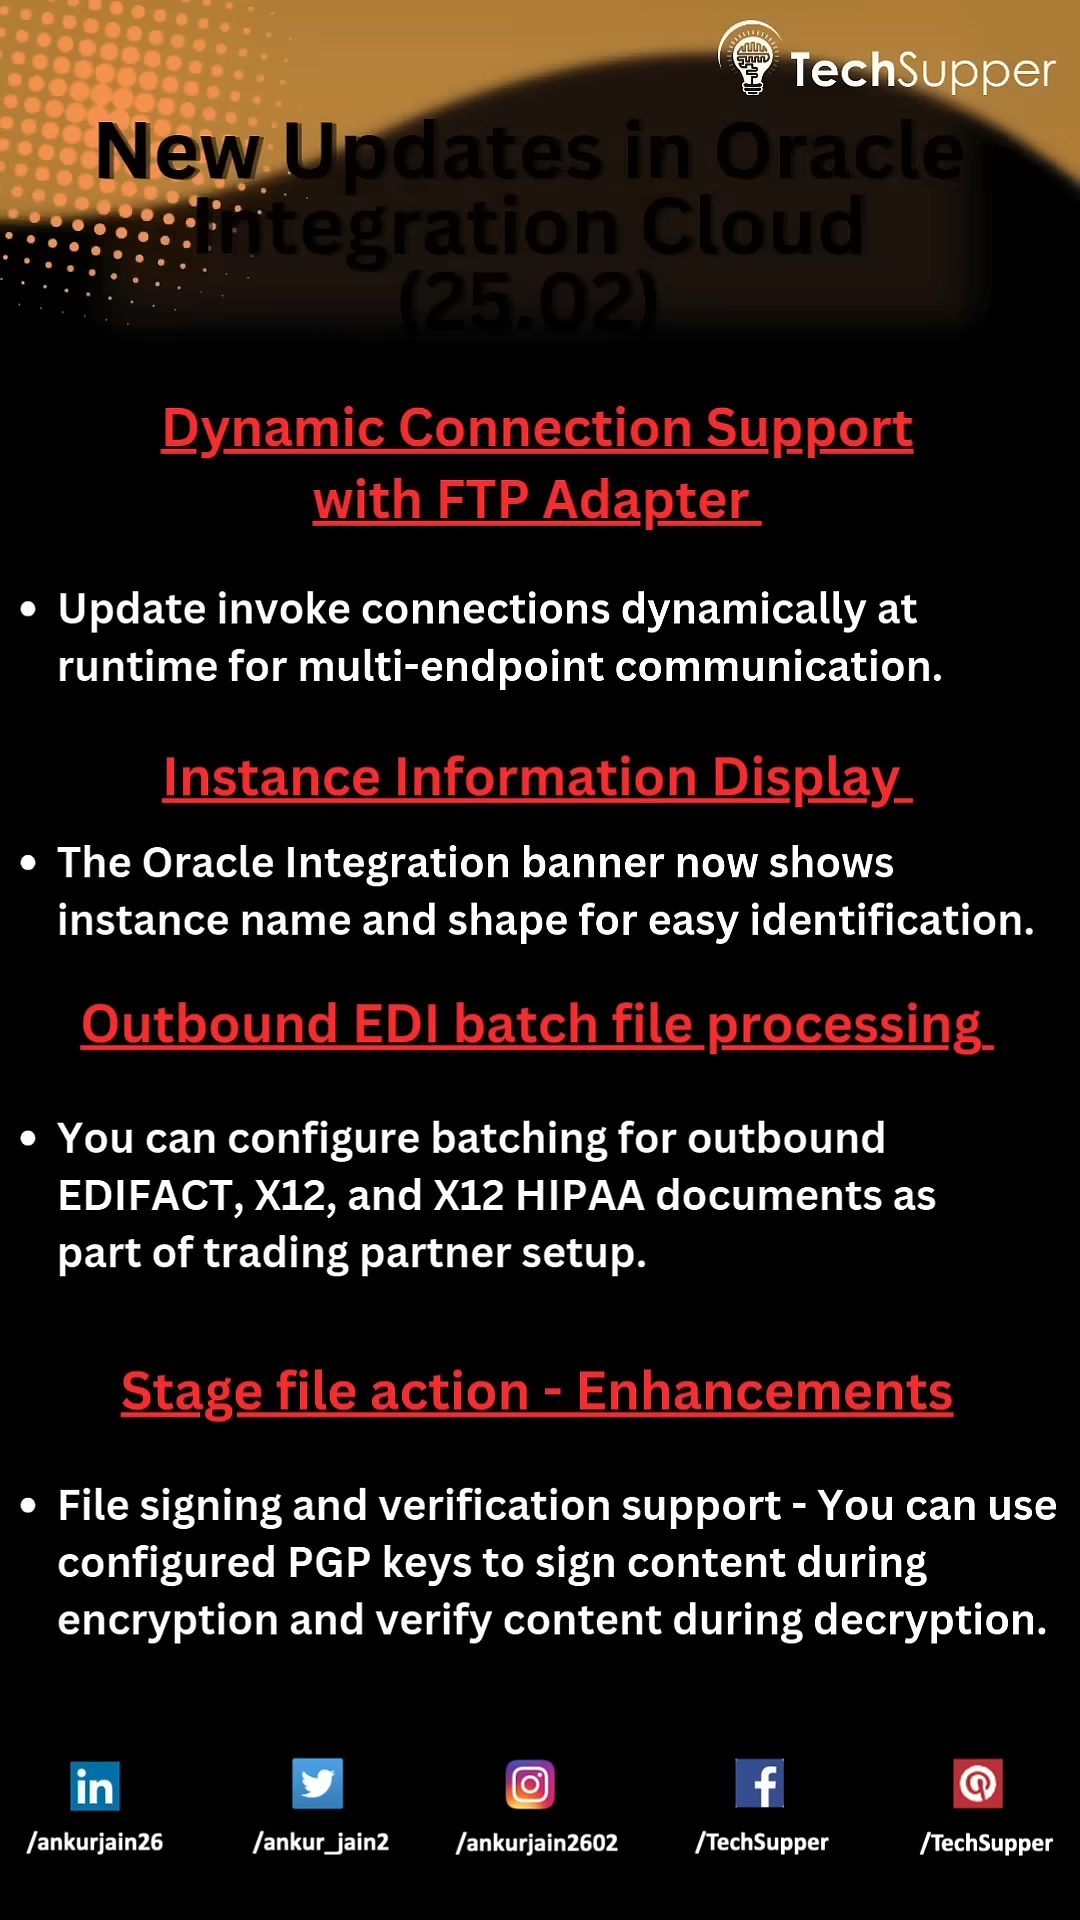 TechSupper
New Updates in Oracle
Integration Cloud
(25.02)
Dynamic Connection Support
with FTP Adapter
• Update invoke connections dynamically at
runtime for multi-endpoint communication.
Instance Information Display
• The Oracle Integration banner now shows
instance name and shape for easy identification.
Outbound EDI batch file processing
• You can configure batching for outbound
EDIFACT, X12, and X12 HIPAA documents as
part of trading partner setup.
Stage file action - Enhancements
• File signing and verification support - You can use
configured PGP keys to sign content during
encryption and verify content during decryption.
/ankurjain26 /ankur_jain2 /ankurjain2602 /TechSupper /TechSupper